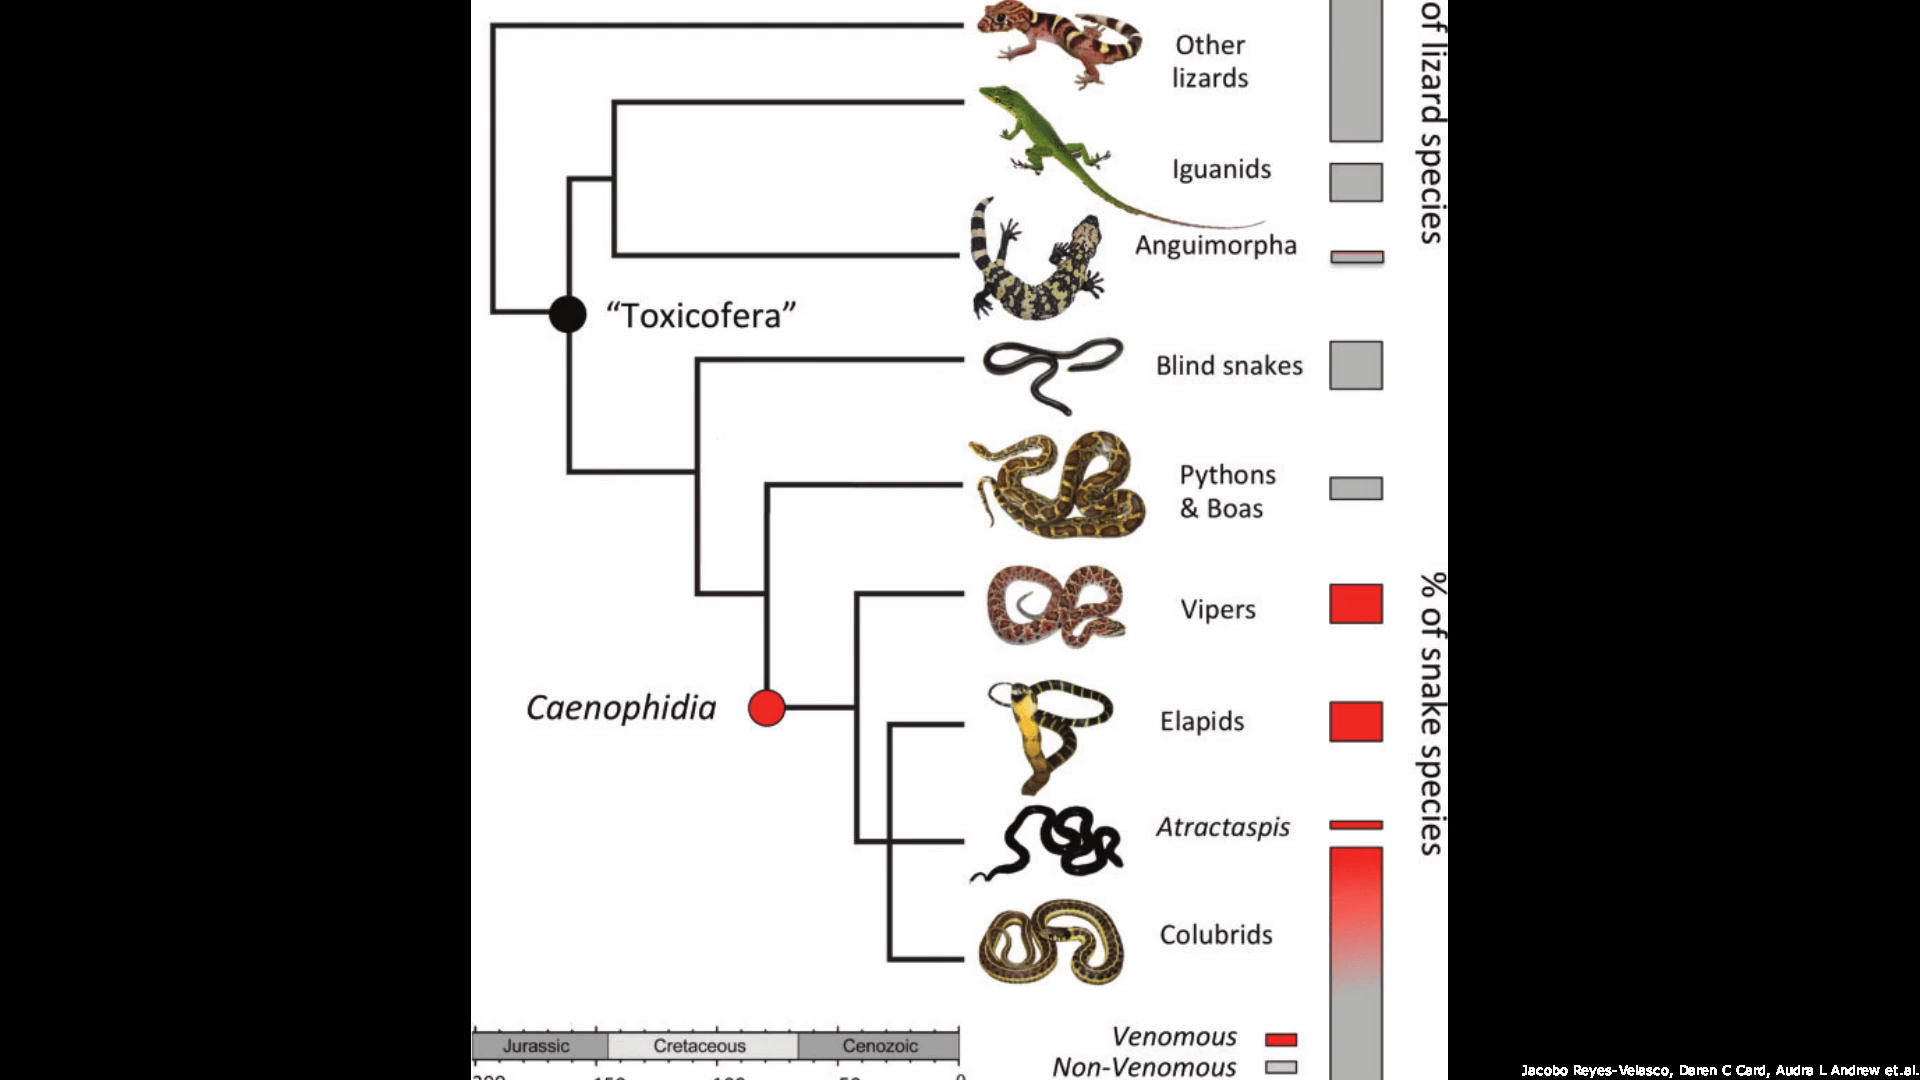 Other
lizards
Iguanids
Anguimorpha
"Toxicofera"
Blind snakes
Pythons
& Boas
Vipers
Caenophidia
Elapids
Atractaspis
Colubrids
of lizard species
% of snake species
Jurassic
Cretaceous
Cenozoic
Venomous
Non-Venomous
Jacobo Reyes-Velasco, Daren C Card, Audra L Andrew et.al.